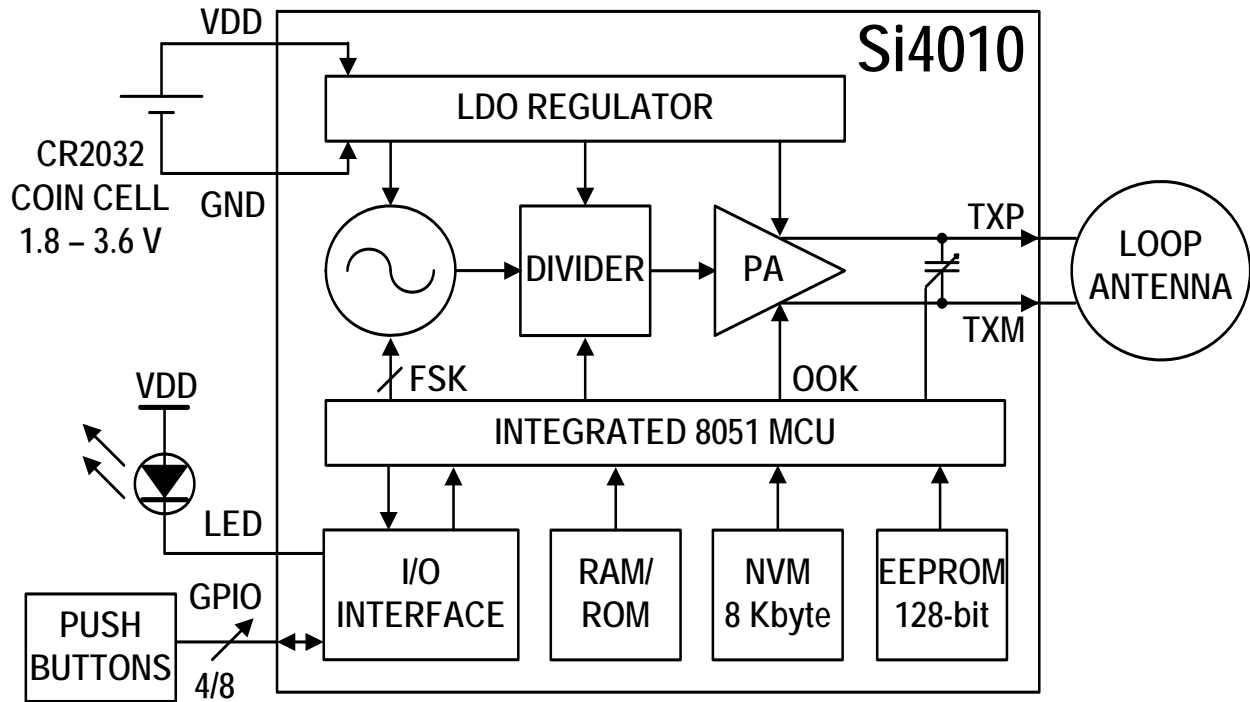 VDD
Si4010
LDO REGULATOR
CR2032
COIN CELL
1.8 – 3.6 V
GND
DIVIDER
PA
TXP
TXM
LOOP
ANTENNA
FSK
OOK
VDD
INTEGRATED 8051 MCU
LED
I/O
INTERFACE
RAM/
ROM
NVM
8 Kbyte
EEPROM
128-bit
GPIO
PUSH
BUTTONS
4/8